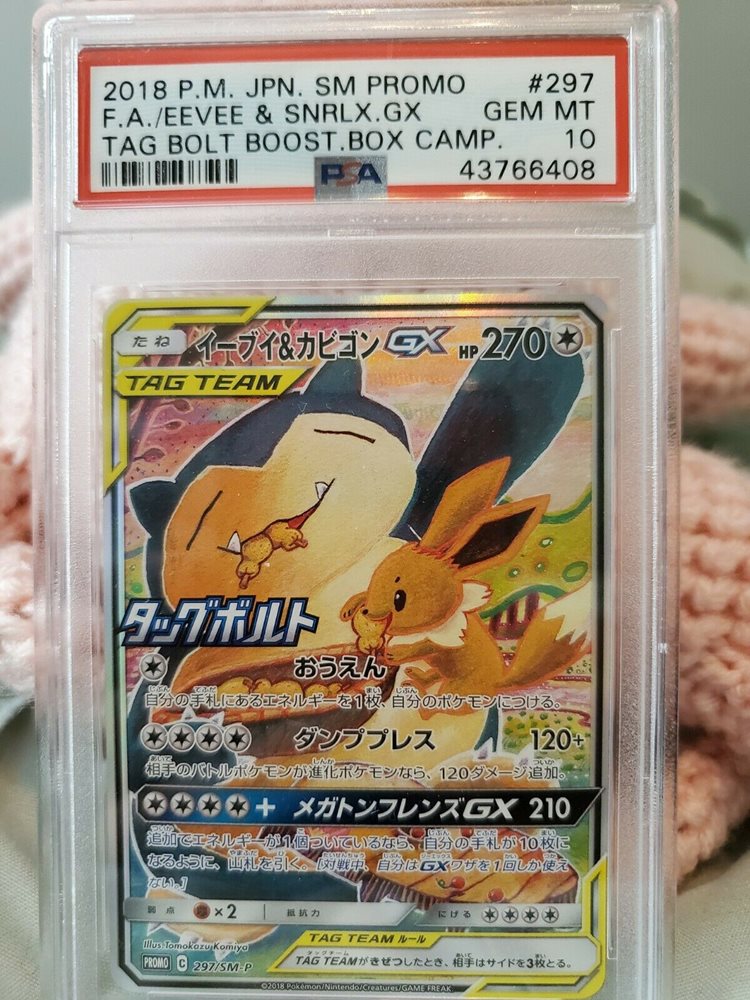 2018 P.M. JPN. SM PROMO #297
F.A./EEVEE & SNRLX.GX GEM MT
TAG BOLT BOOST.BOX CAMP. 10
PSA 43766408
たね イーブイ&カビゴンGX HP270
TAG TEAM
タッグボルト
おうえん
自分の手札にあるエネルギーを1枚、自分のポケモンにつける。
ダンププレス 120+
相手のバトルポケモンが進化ポケモンなら、120ダメージ追加。
+ メガトンフレンズGX 210
追加でエネルギーが1個ついているなら、自分の手札が10枚に
なるように、山札を引く。[対戦中、自分はGXワザを1回しか使え
ない。]
弱点 ×2 抵抗力 にげる
Illus. Tomokazu Komiya
TAG TEAM ルール
TAG TEAMがきぜつしたとき、相手はサイドを3枚とる。
PROMO C 297/SM-P
©2018 Pokémon/Nintendo/Creatures/GAME FREAK.